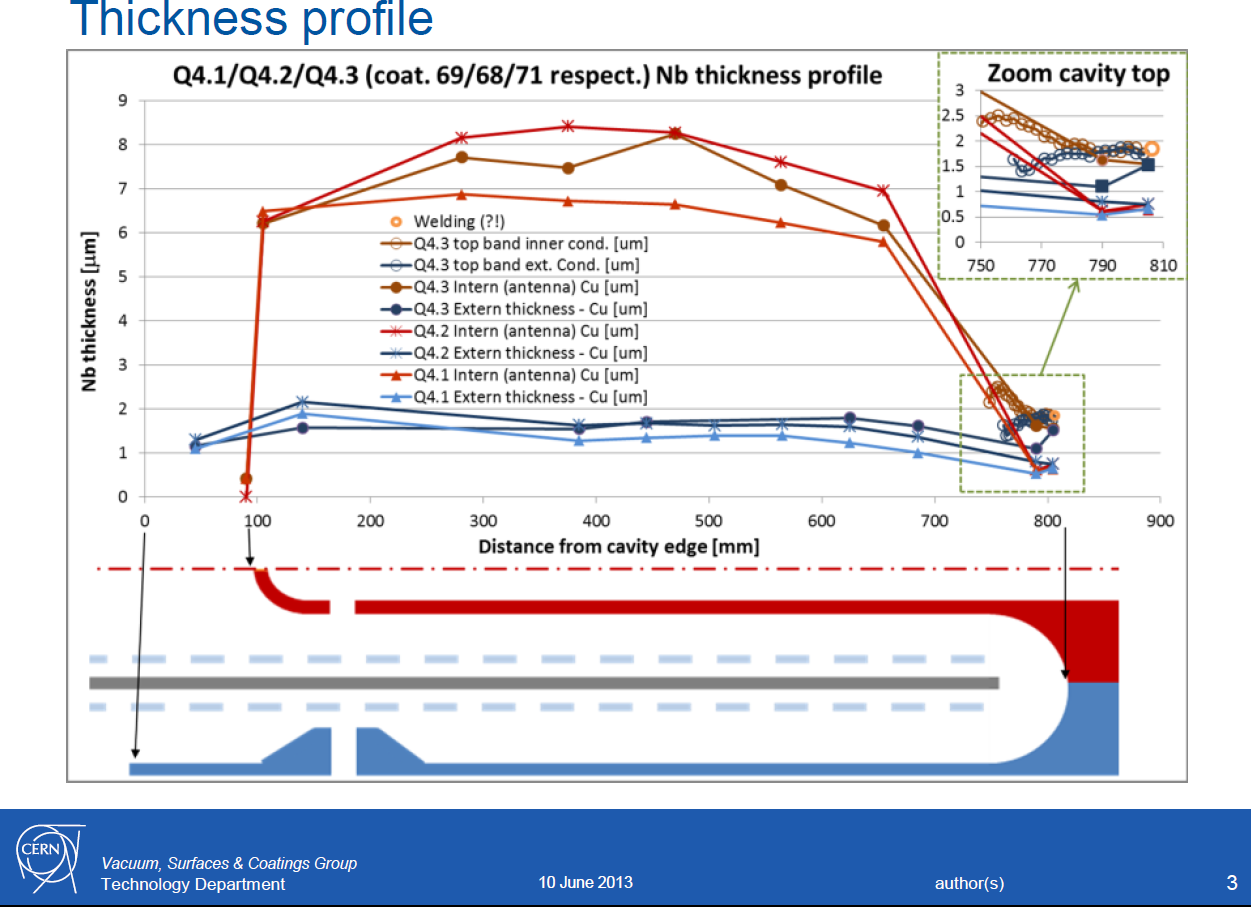 Thickness profile
Q4.1/Q4.2/Q4.3 (coat. 69/68/71 respect.) Nb thickness profile
Zoom cavity top
3
2.5
2
1.5
1
0.5
0
750 770 790 810
9
8
7
6
5
4
3
2
1
0
Nb thickness [µm]
Welding (?!)
Q4.3 top band inner cond. [um]
Q4.3 top band ext. Cond. [um]
Q4.3 Intern (antenna) Cu [um]
Q4.3 Extern thickness - Cu [um]
Q4.2 Intern (antenna) Cu [um]
Q4.2 Extern thickness - Cu [um]
Q4.1 Intern (antenna) Cu [um]
Q4.1 Extern thickness - Cu [um]
0 100 200 300 400 500 600 700 800 900
Distance from cavity edge [mm]
CERN
Vacuum, Surfaces & Coatings Group
Technology Department
10 June 2013
author(s)
3